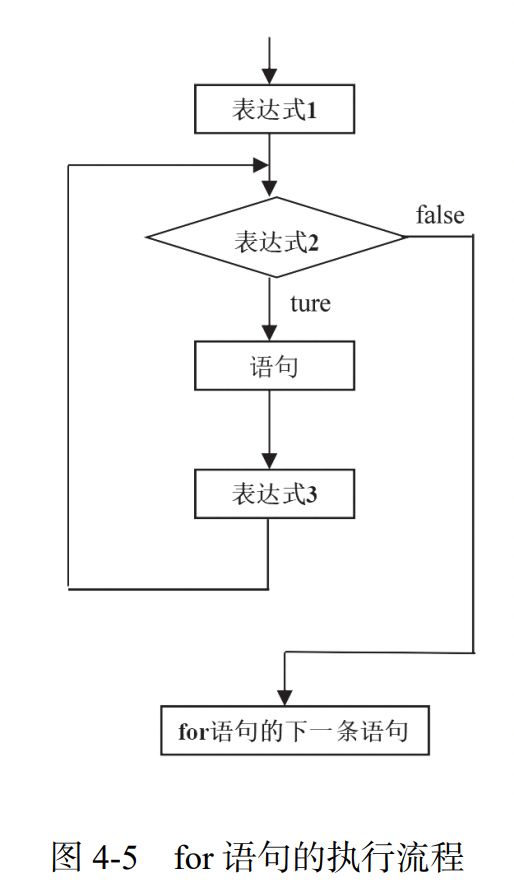 表达式1
false
表达式2
ture
语句
表达式3
for语句的下一条语句
图 4-5 for 语句的执行流程